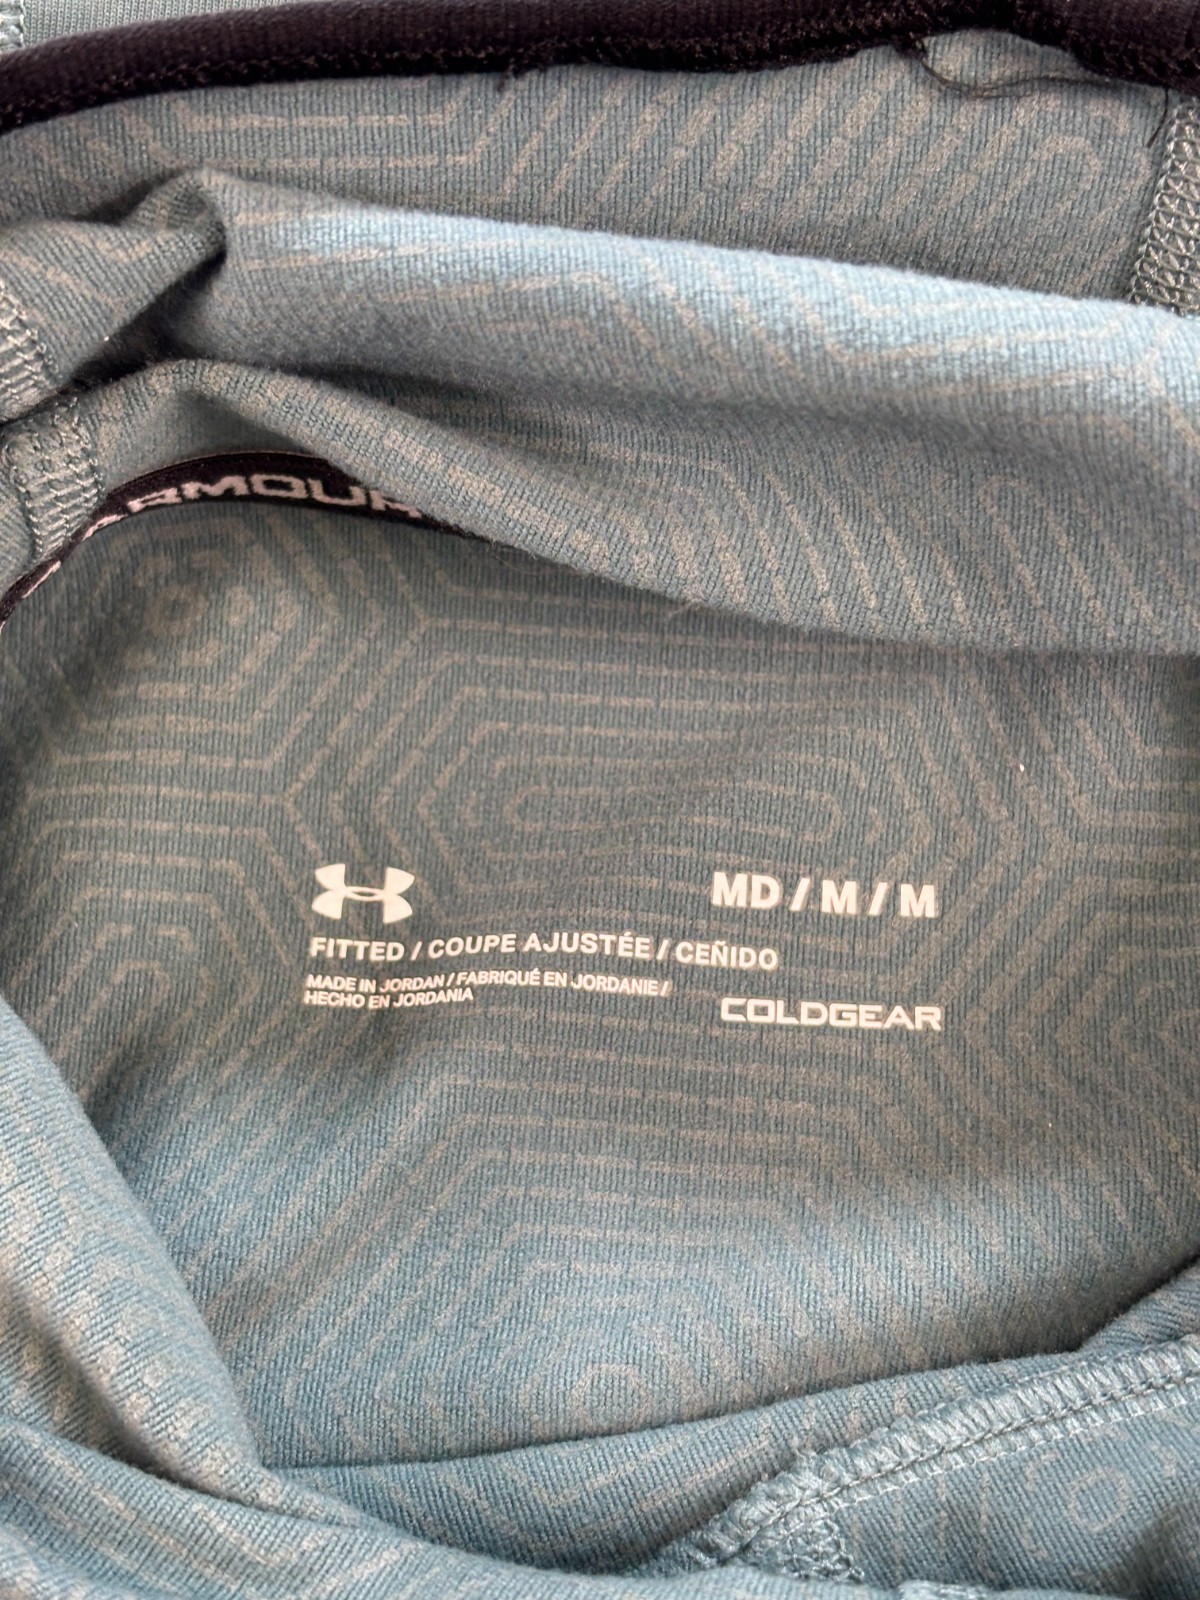 ARMOUR
MD / M / M
FITTED / COUPE AJUSTÉE / CEÑIDO
MADE IN JORDAN / FABRIQUÉ EN JORDANIE /
HECHO EN JORDANIA
COLDGEAR